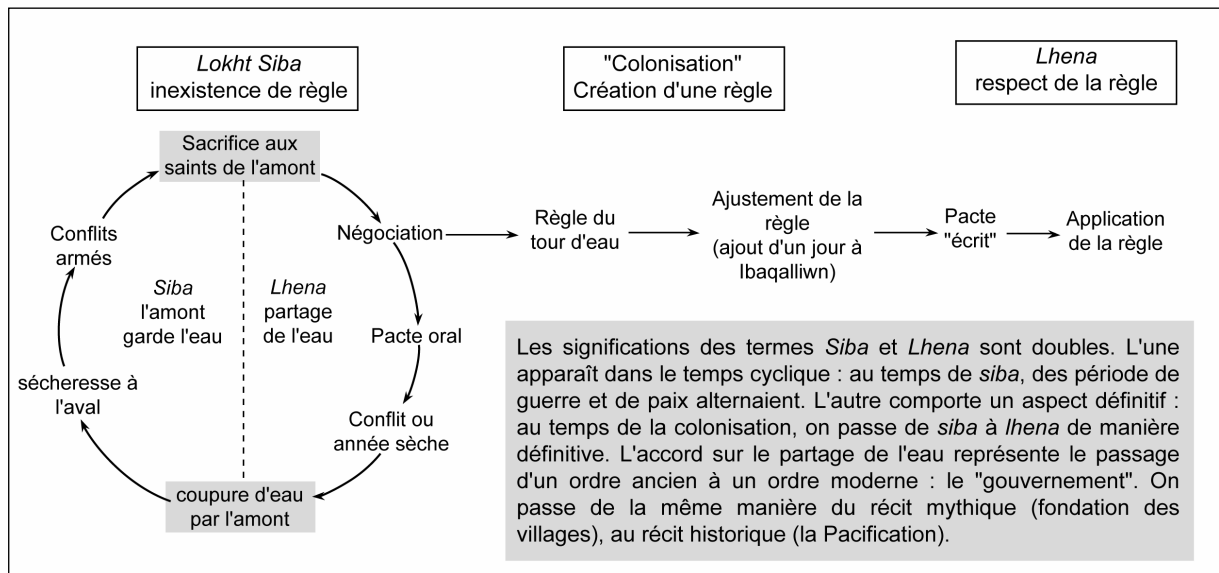 Lokht Siba
inexistence de règle
"Colonisation"
Création d'une règle
Lhena
respect de la règle
Sacrifice aux
saints de l'amont
Conflits
armés
Négociation
Règle du
tour d'eau
Ajustement de la
règle
(ajout d'un jour à
Ibaqalliwn)
Pacte
"écrit"
Application
de la règle
Siba
l'amont
garde l'eau
Lhena
partage
de l'eau
Pacte oral
sécheresse à
l'aval
Conflit ou
année sèche
coupure d'eau
par l'amont
Les significations des termes Siba et Lhena sont doubles. L'une
apparaît dans le temps cyclique : au temps de siba, des période de
guerre et de paix alternaient. L'autre comporte un aspect définitif :
au temps de la colonisation, on passe de siba à lhena de manière
définitive. L'accord sur le partage de l'eau représente le passage
d'un ordre ancien à un ordre moderne : le "gouvernement". On
passe de la même manière du récit mythique (fondation des
villages), au récit historique (la Pacification).